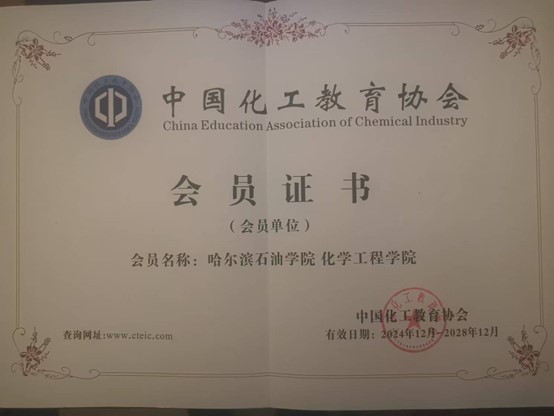 中国化工教育协会
China Education Association of Chemical Industry
会员证书
（会员单位）
会员名称：哈尔滨石油学院 化学工程学院
中国化工教育协会
查询网址:www.cteic.com
有效日期：2024年12月-2028年12月